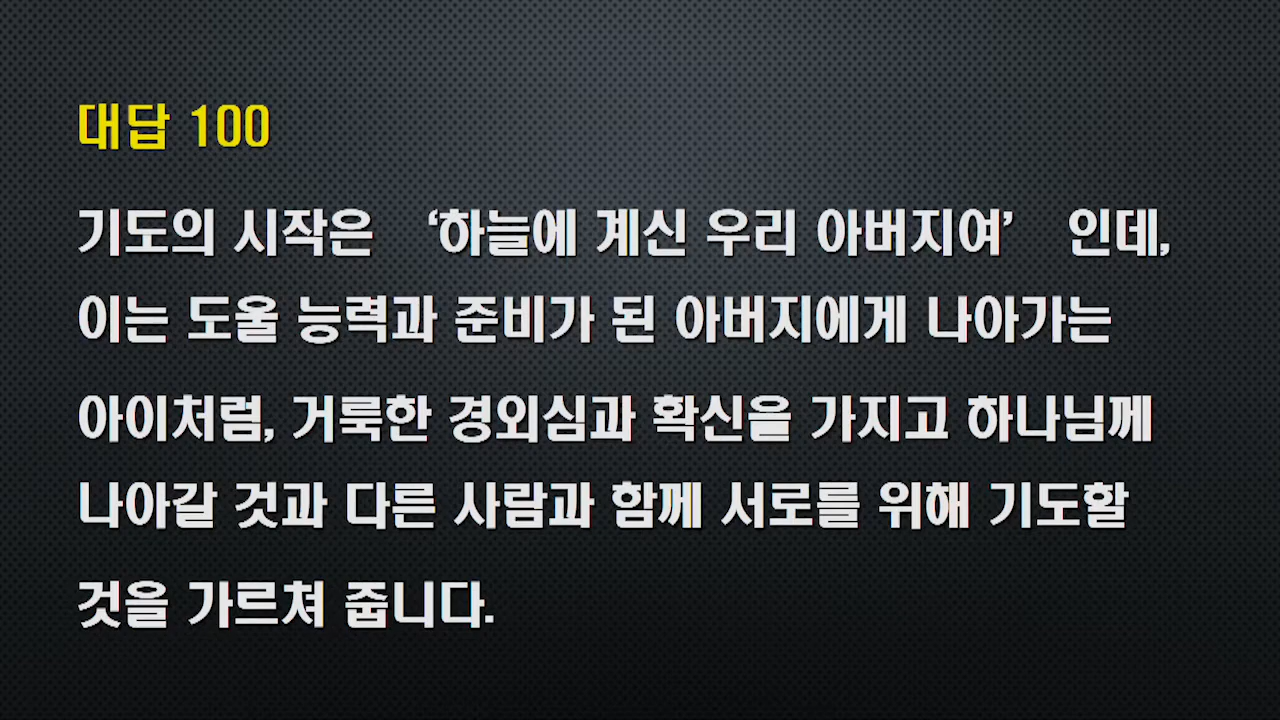 대답 100
기도의 시작은 ‘하늘에 계신 우리 아버지여’ 인데,
이는 도울 능력과 준비가 된 아버지에게 나아가는
아이처럼, 거룩한 경외심과 확신을 가지고 하나님께
나아갈 것과 다른 사람과 함께 서로를 위해 기도할
것을 가르쳐 줍니다.